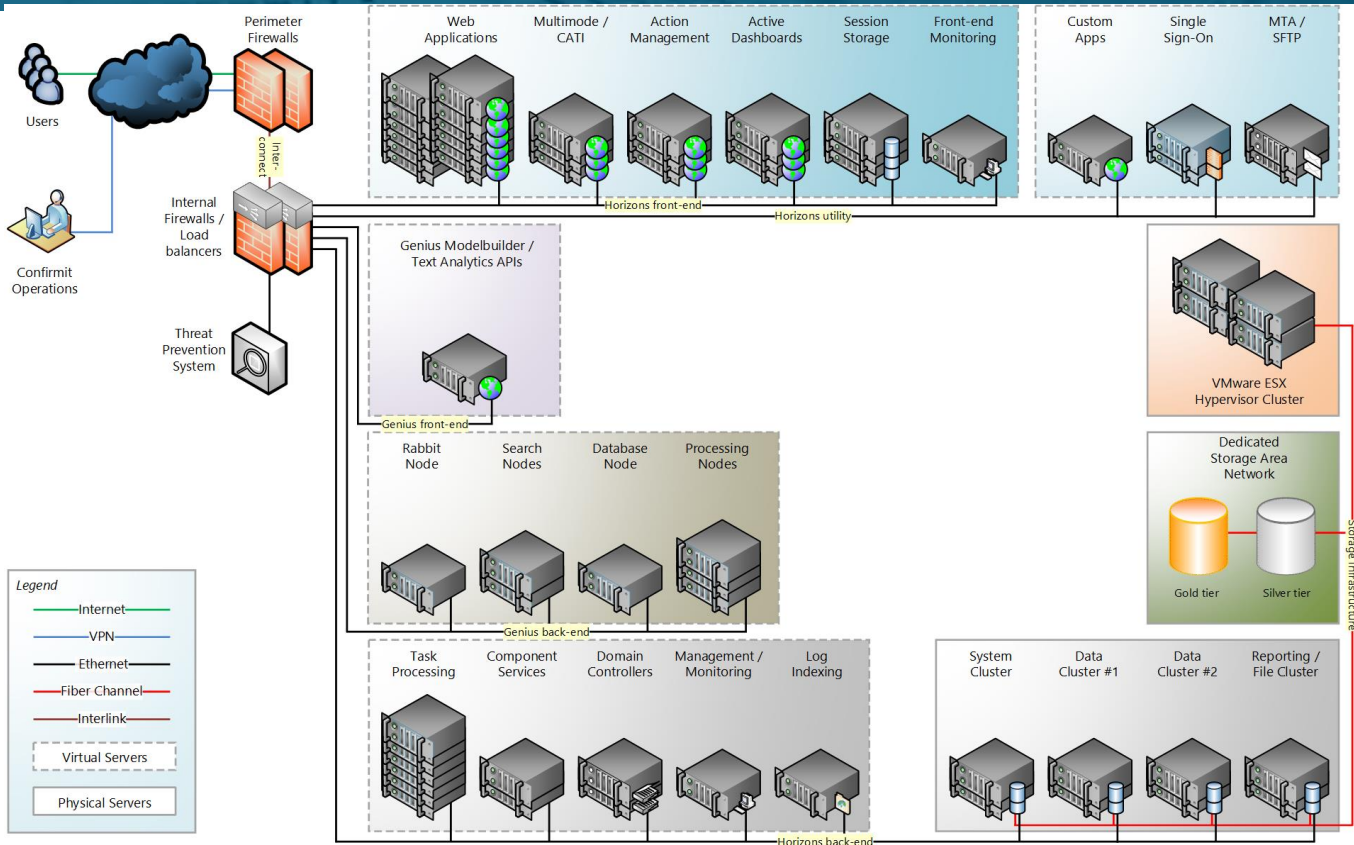 Perimeter
Firewalls
Users
Inter-
connect
Internal
Firewalls /
Load
balancers
Confirmit
Operations
Threat
Prevention
System
Web
Applications
Multimode /
CATI
Action
Management
Active
Dashboards
Session
Storage
Front-end
Monitoring
Horizons front-end
Custom
Apps
Single
Sign-On
MTA /
SFTP
Horizons utility
Genius Modelbuilder /
Text Analytics APIs
Genius front-end
VMware ESX
Hypervisor Cluster
Rabbit
Node
Search
Nodes
Database
Node
Processing
Nodes
Genius back-end
Dedicated
Storage Area
Network
Gold tier
Silver tier
Storage infrastructure
Legend
Internet
VPN
Ethernet
Fiber Channel
Interlink
Virtual Servers
Physical Servers
Task
Processing
Component
Services
Domain
Controllers
Management /
Monitoring
Log
Indexing
Horizons back-end
System
Cluster
Data
Cluster #1
Data
Cluster #2
Reporting /
File Cluster